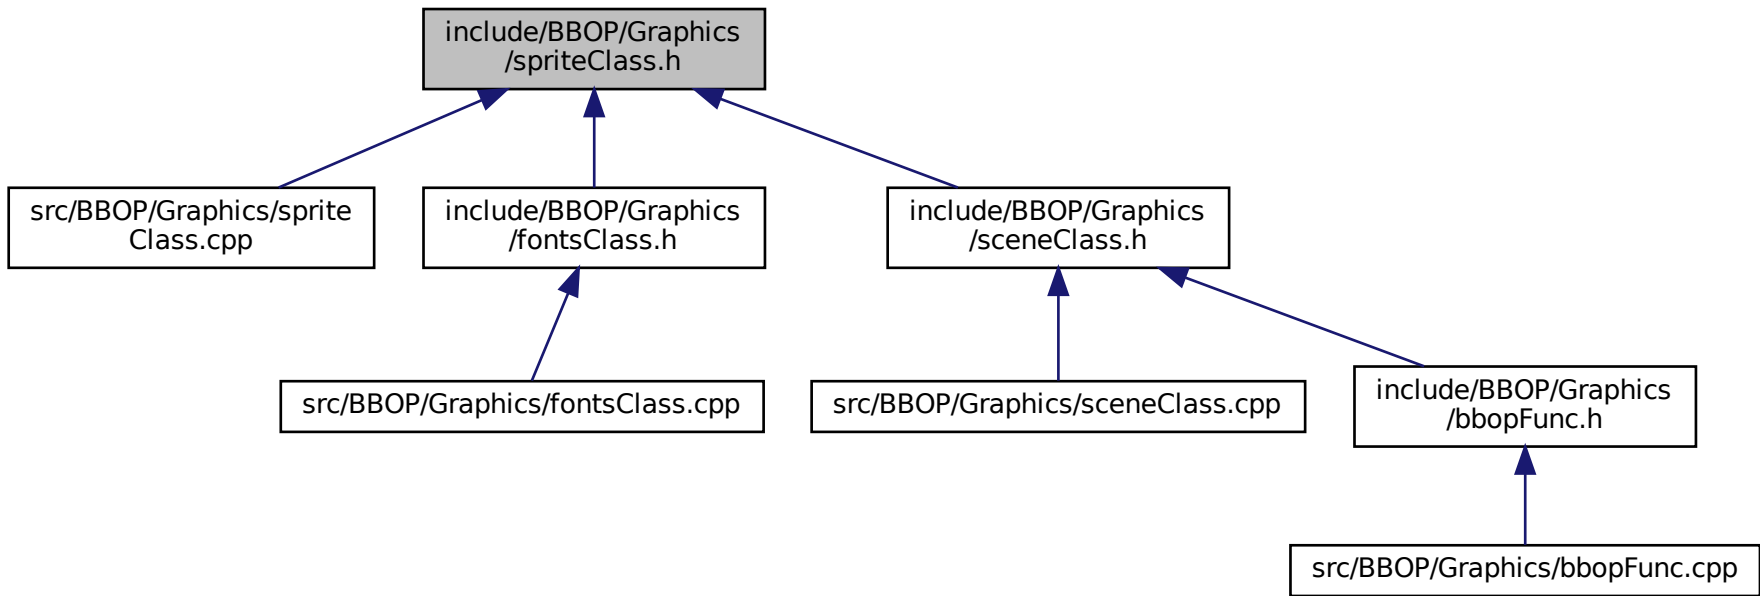 include/BBOP/Graphics
/spriteClass.h
src/BBOP/Graphics/sprite
Class.cpp
include/BBOP/Graphics
/fontsClass.h
include/BBOP/Graphics
/sceneClass.h
src/BBOP/Graphics/fontsClass.cpp
src/BBOP/Graphics/sceneClass.cpp
include/BBOP/Graphics
/bbopFunc.h
src/BBOP/Graphics/bbopFunc.cpp